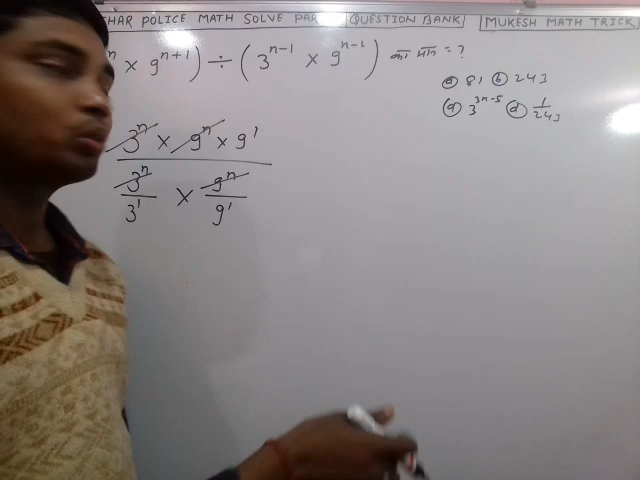 HAR POLICE MATH SOLVE PAR QUESTION BANK MUKESH MATH TRICK
n × 9^{n+1}) ÷ (3^{n-1} × 9^{n-1}) का मान = ?
ⓐ 81 ⓑ 243
ⓒ 3^{3n-5} ⓓ 1/243
3^n × 9^n × 9^1
3^n × 9^n
3^1 9^1